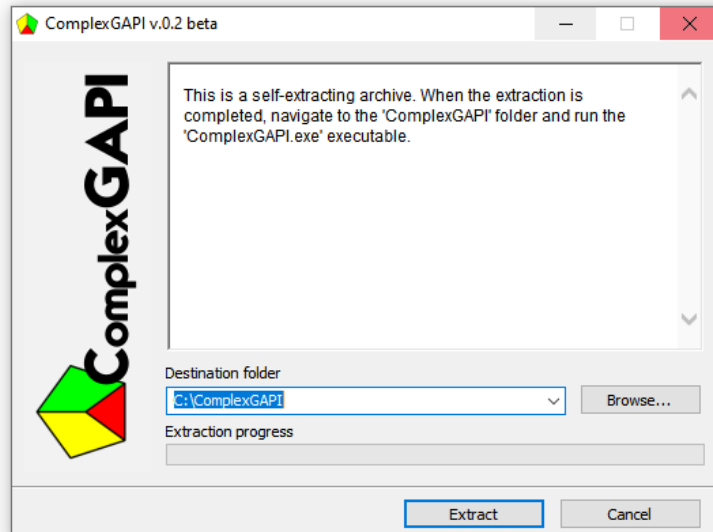 ComplexGAPI v.0.2 beta
ComplexGAPI
This is a self-extracting archive. When the extraction is
completed, navigate to the 'ComplexGAPI' folder and run the
'ComplexGAPI.exe' executable.
Destination folder
C:\ComplexGAPI
Browse...
Extraction progress
Extract
Cancel